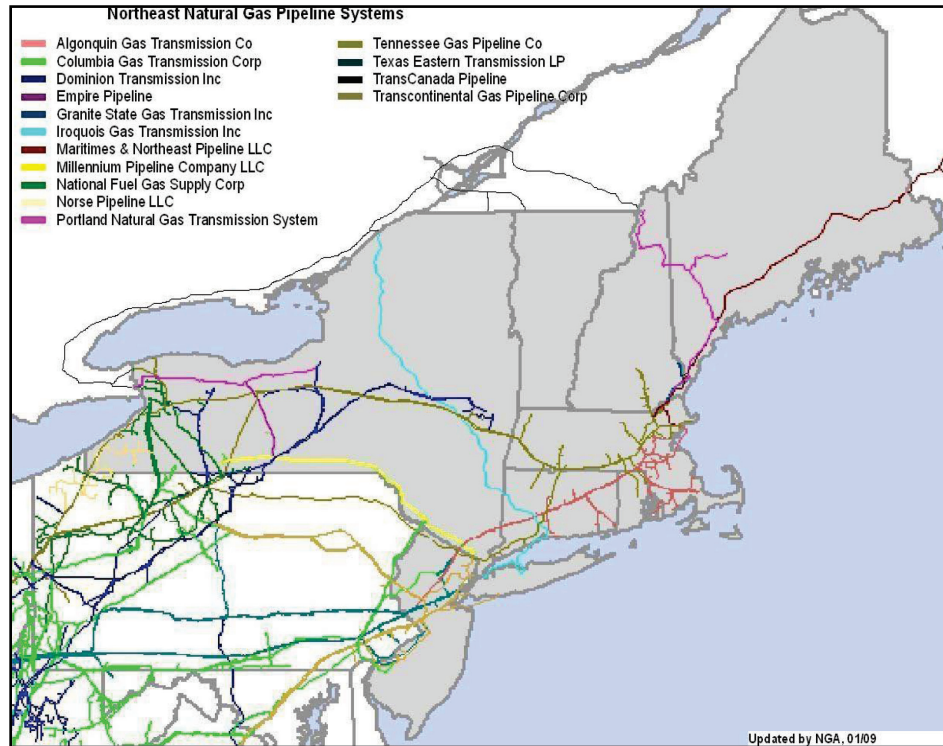 Northeast Natural Gas Pipeline Systems
Algonquin Gas Transmission Co
Columbia Gas Transmission Corp
Dominion Transmission Inc
Empire Pipeline
Granite State Gas Transmission Inc
Iroquois Gas Transmission Inc
Maritimes & Northeast Pipeline LLC
Millennium Pipeline Company LLC
National Fuel Gas Supply Corp
Norse Pipeline LLC
Portland Natural Gas Transmission System
Tennessee Gas Pipeline Co
Texas Eastern Transmission LP
TransCanada Pipeline
Transcontinental Gas Pipeline Corp
Updated by NGA, 01/09